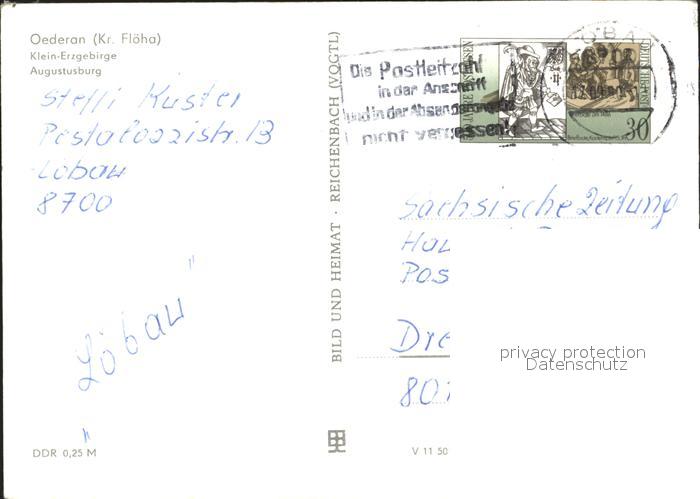 Oederan (Kr. Flöha)
Klein-Erzgebirge
Augustusburg
Steffi Kuster
Pestalozzistr. 13
Löbau
8700
"Löbau"
DDR 0,25 M
BILD UND HEIMAT · REICHENBACH (VOGTL)
V 11 50
Die Postleitzahl
in der Anschrift
und in der Absenderangabe
nicht vergessen!
30
Sächsische Zeitung
Hau
Pos
Dre
801
privacy protection
Datenschutz